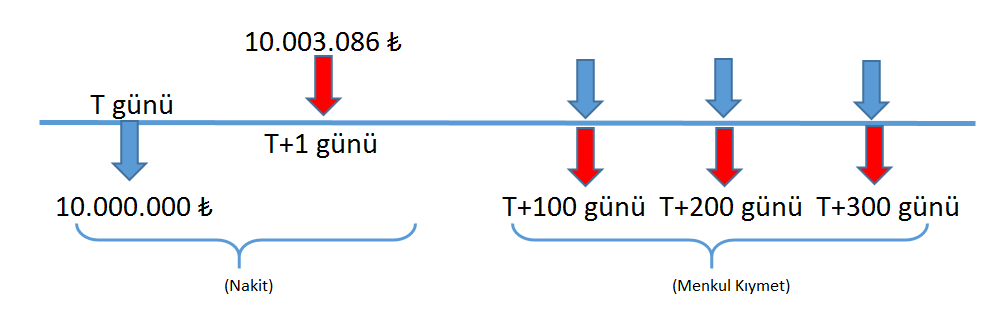 10.003.086 ₺
T günü
T+1 günü
10.000.000 ₺
T+100 günü
T+200 günü
T+300 günü
(Nakit)
(Menkul Kıymet)